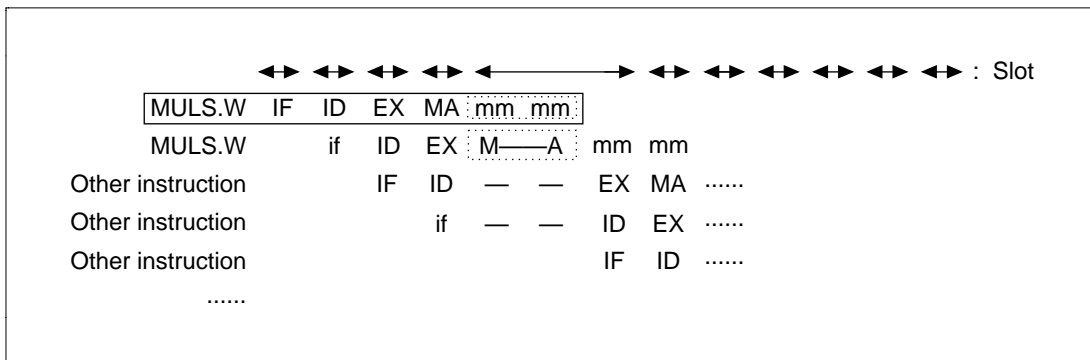 : Slot
MULS.W IF ID EX MA mm mm
MULS.W if ID EX M——A mm mm
Other instruction IF ID — — EX MA ......
Other instruction if — — ID EX ......
Other instruction IF ID ......
......